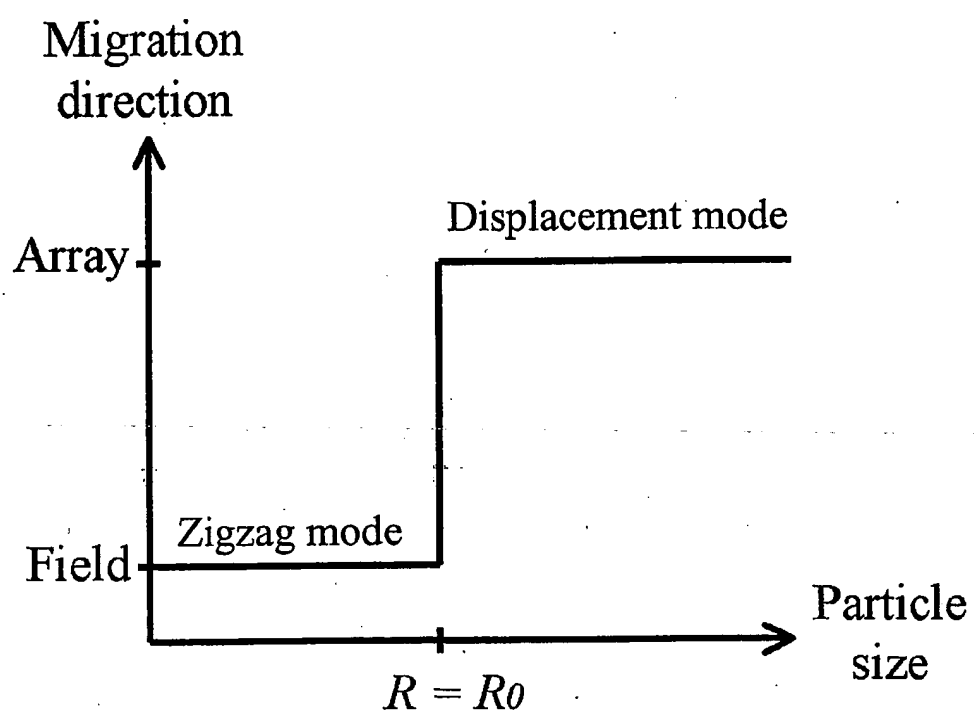 Migration
direction
Displacement mode
Array
Zigzag mode
Field
Particle
size
R = R0